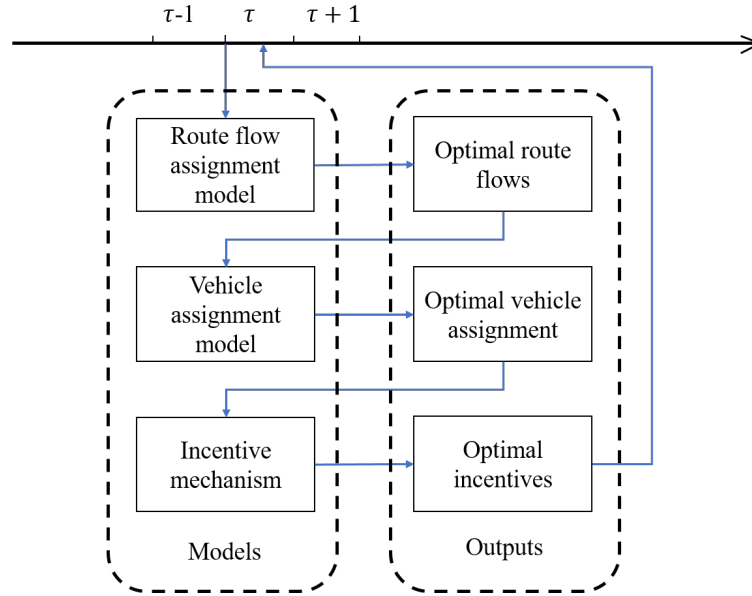 τ-1 τ τ + 1
Route flow
assignment
model
Optimal route
flows
Vehicle
assignment
model
Optimal vehicle
assignment
Incentive
mechanism
Optimal
incentives
Models
Outputs